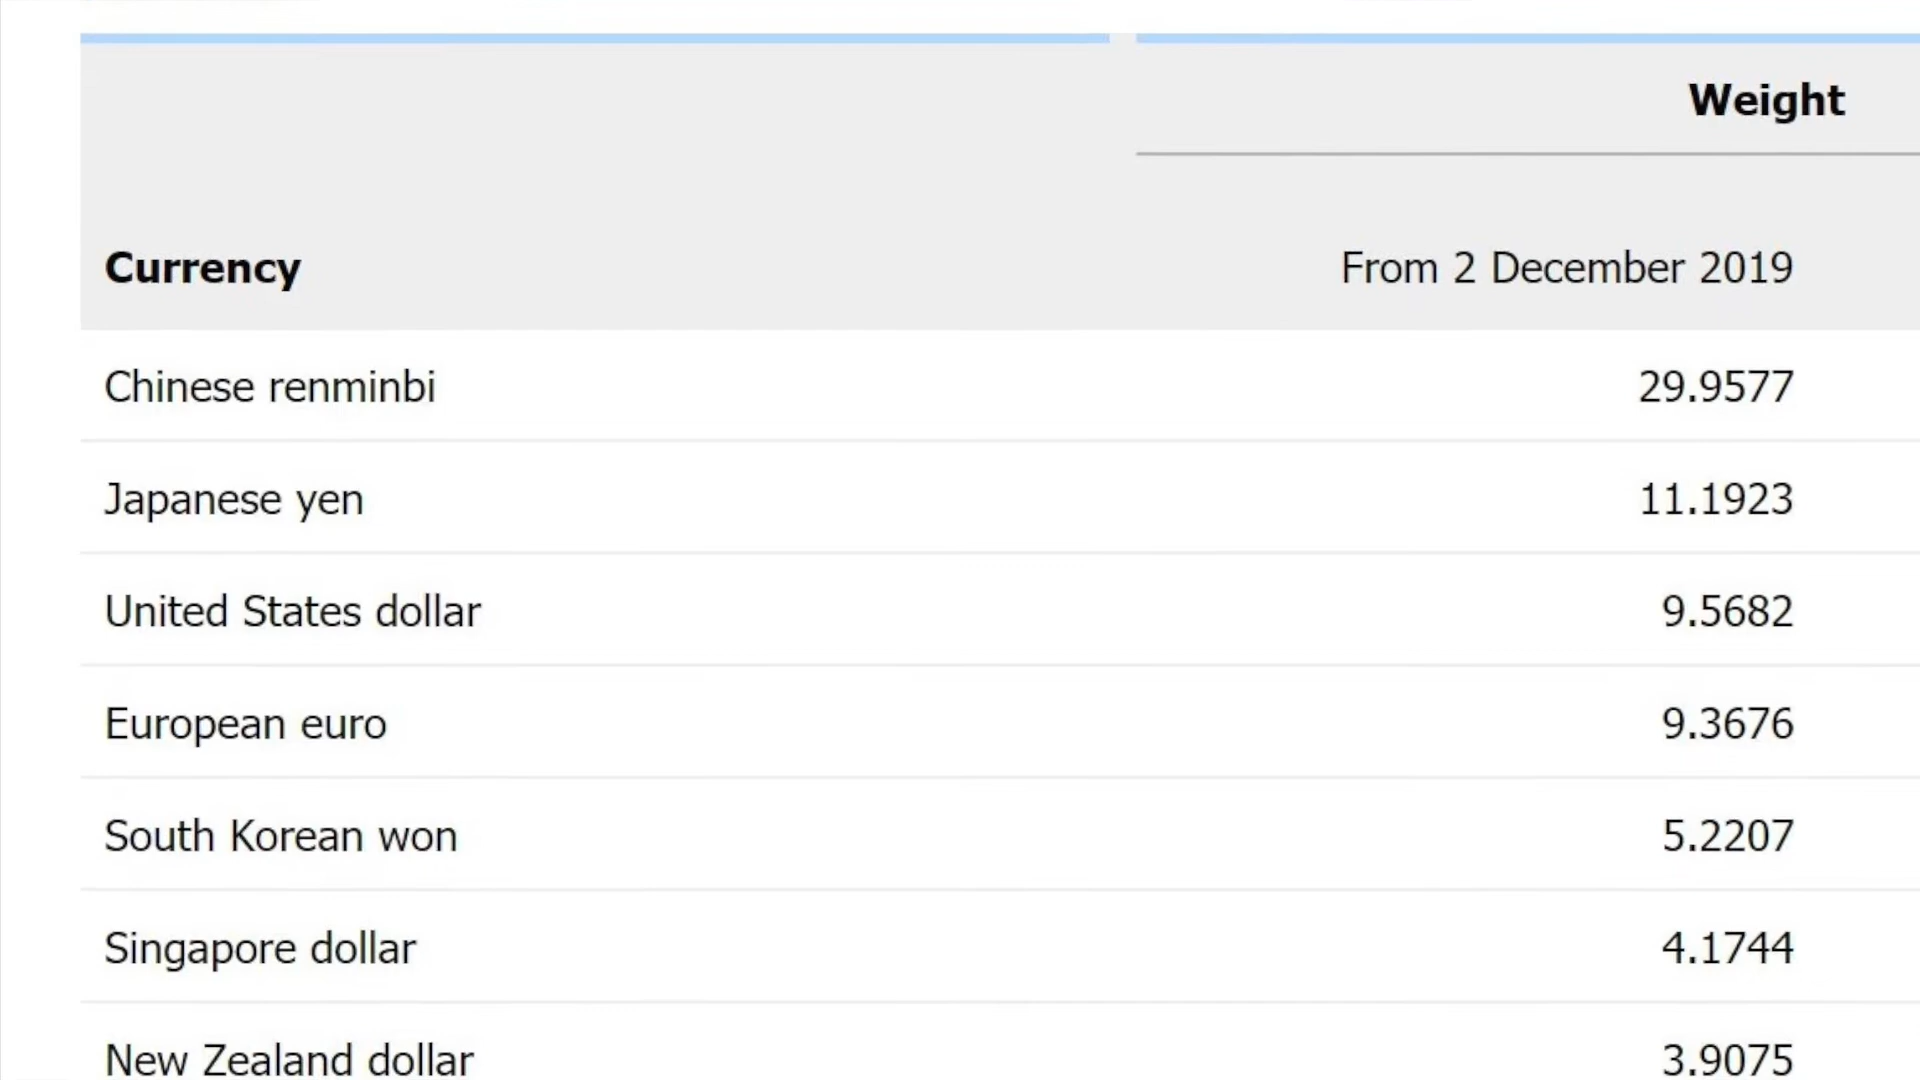 Weight
Currency From 2 December 2019
Chinese renminbi 29.9577
Japanese yen 11.1923
United States dollar 9.5682
European euro 9.3676
South Korean won 5.2207
Singapore dollar 4.1744
New Zealand dollar 3.9075